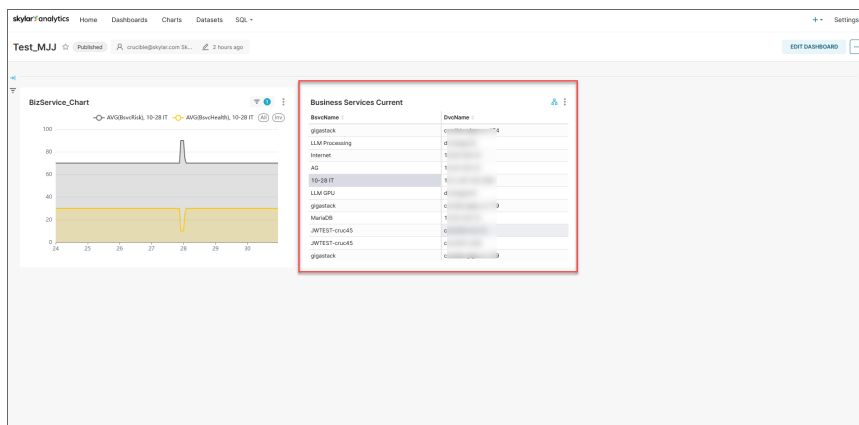 skylar analytics Home Dashboards Charts Datasets SQL + Settings
Test_MJJ Published crucible@skylar.com Sk... 2 hours ago EDIT DASHBOARD
BizService_Chart 1
AVG(BsvcRisk), 10-28 IT AVG(BsvcHealth), 10-28 IT All Inv
100
80
60
40
20
0
24 25 26 27 28 29 30
Business Services Current
BsvcName DvcName
gigastack
LLM Processing
Internet
AG
10-28 IT
LLM GPU
gigastack
MariaDB
JWTEST-cruc45
JWTEST-cruc45
gigastack